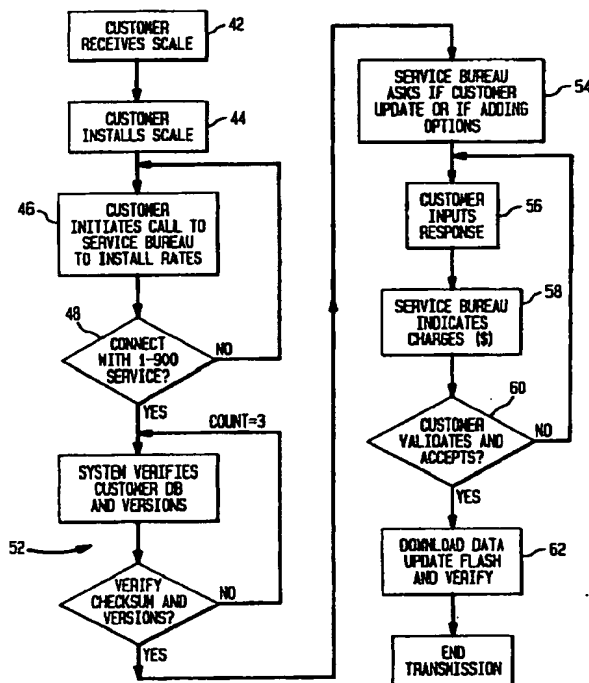 CUSTOMER
RECEIVES SCALE
42
CUSTOMER
INSTALLS SCALE
44
46
CUSTOMER
INITIATES CALL TO
SERVICE BUREAU
TO INSTALL RATES
48
CONNECT
WITH 1-900
SERVICE?
NO
YES
COUNT=3
SYSTEM VERIFIES
CUSTOMER DB
AND VERSIONS
52
VERIFY
CHECKSUM AND
VERSIONS?
NO
YES
SERVICE BUREAU
ASKS IF CUSTOMER
UPDATE OR IF ADDING
OPTIONS
54
CUSTOMER
INPUTS
RESPONSE
56
SERVICE BUREAU
INDICATES
CHARGES ($)
58
60
CUSTOMER
VALIDATES AND
ACCEPTS?
NO
YES
DOWNLOAD DATA
UPDATE FLASH
AND VERIFY
62
END
TRANSMISSION